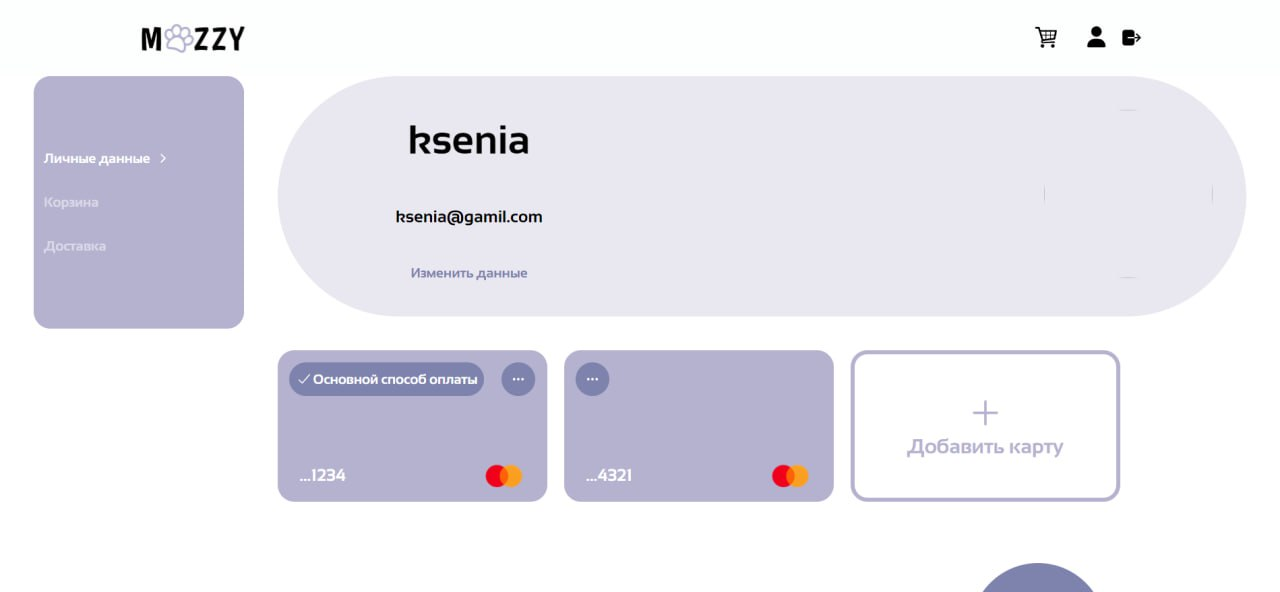 MOZZY
Личные данные
Корзина
Доставка
ksenia
ksenia@gamil.com
Изменить данные
Основной способ оплаты ...
...
...1234
...4321
Добавить карту